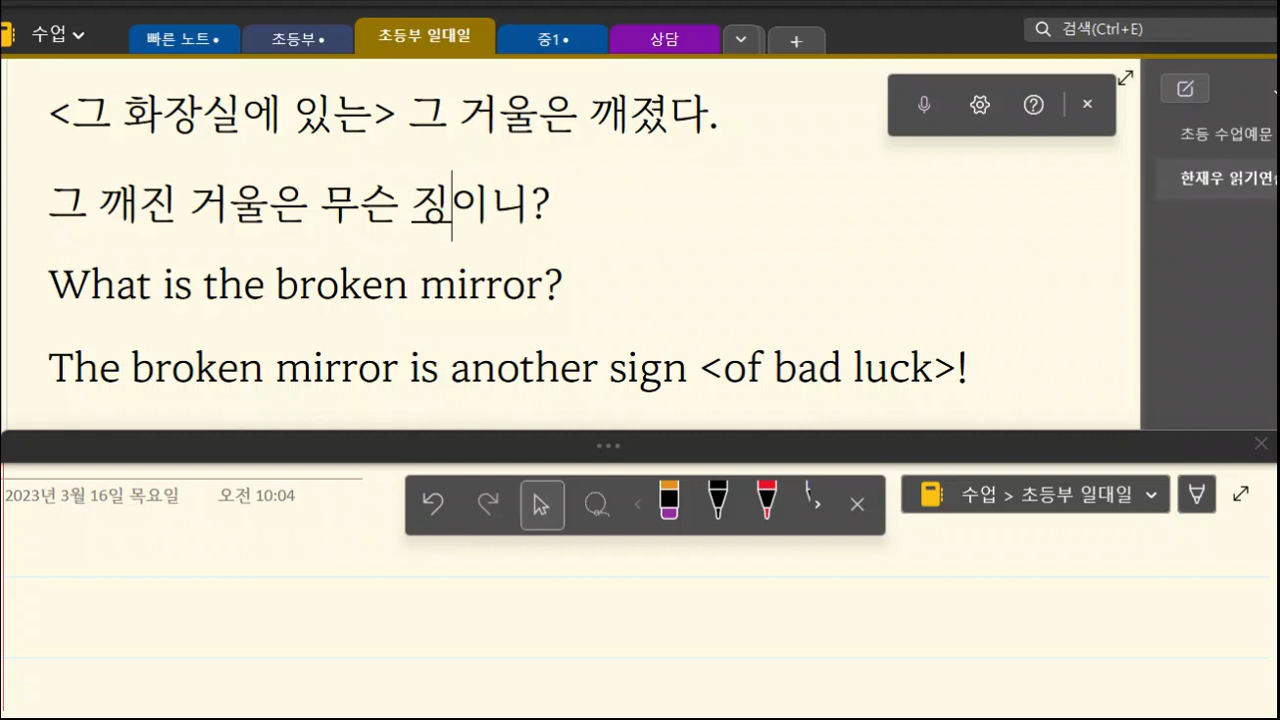 수업
빠른 노트•
초등부•
초등부 일대일
중1•
상담
+
검색(Ctrl+E)
<그 화장실에 있는> 그 거울은 깨졌다.
그 깨진 거울은 무슨 징이니?
What is the broken mirror?
The broken mirror is another sign <of bad luck>!
초등 수업예문
한재우 읽기연
2023년 3월 16일 목요일 오전 10:04
수업 > 초등부 일대일